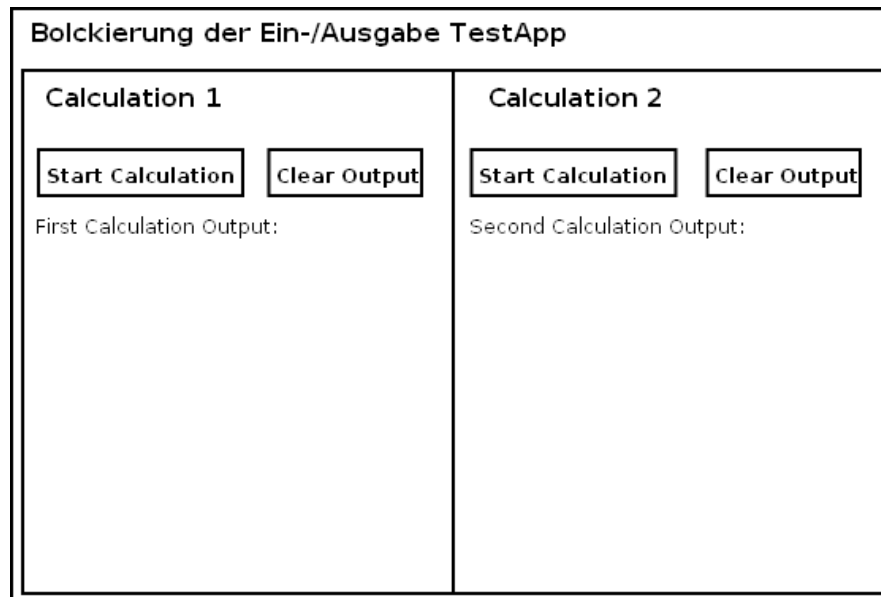 Bolckierung der Ein-/Ausgabe TestApp
Calculation 1
Start Calculation
Clear Output
First Calculation Output:
Calculation 2
Start Calculation
Clear Output
Second Calculation Output: